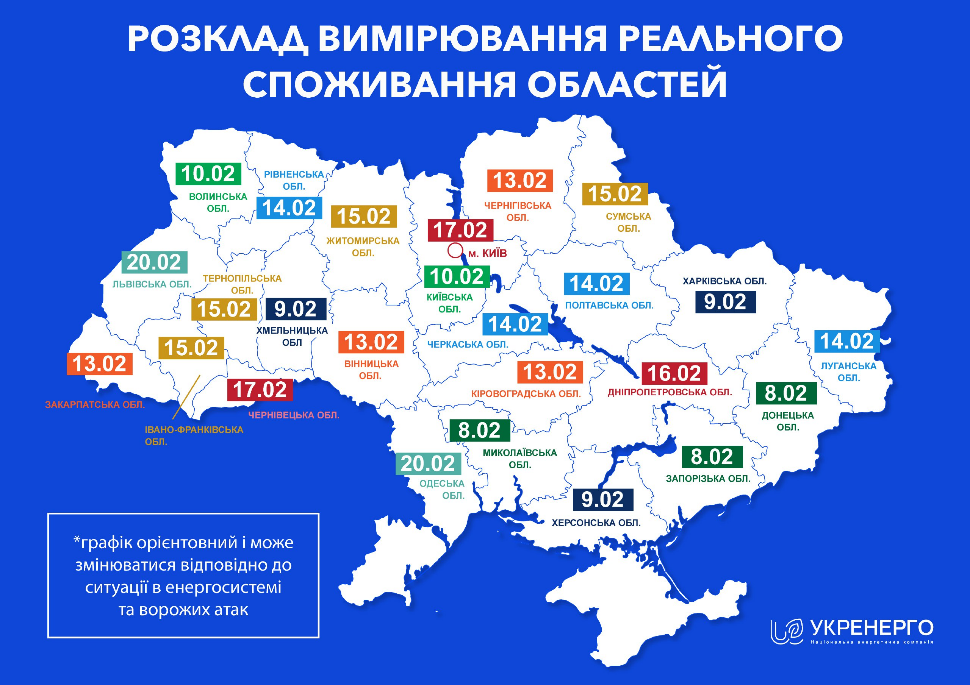 РОЗКЛАД ВИМІРЮВАННЯ РЕАЛЬНОГО
СПОЖИВАННЯ ОБЛАСТЕЙ
10.02
ВОЛИНСЬКА
ОБЛ.
РІВНЕНСЬКА
ОБЛ.
14.02
15.02
ЖИТОМИРСЬКА
ОБЛ.
17.02
м. КИЇВ
10.02
КИЇВСЬКА
ОБЛ.
13.02
ЧЕРНІГІВСЬКА
ОБЛ.
15.02
СУМСЬКА
ОБЛ.
20.02
ЛЬВІВСЬКА ОБЛ.
ТЕРНОПІЛЬСЬКА
ОБЛ.
15.02
9.02
ХМЕЛЬНИЦЬКА
ОБЛ
14.02
ПОЛТАВСЬКА ОБЛ.
ХАРКІВСЬКА ОБЛ.
9.02
14.02
ЧЕРКАСЬКА ОБЛ.
13.02
ВІННИЦЬКА
ОБЛ.
14.02
ЛУГАНСЬКА
ОБЛ.
13.02
ЗАКАРПАТСЬКА ОБЛ.
15.02
ІВАНО-ФРАНКІВСЬКА
ОБЛ.
17.02
ЧЕРНІВЕЦЬКА ОБЛ.
13.02
КІРОВОГРАДСЬКА ОБЛ.
16.02
ДНІПРОПЕТРОВСЬКА ОБЛ.
8.02
ДОНЕЦЬКА
ОБЛ.
8.02
МИКОЛАЇВСЬКА
ОБЛ.
20.02
ОДЕСЬКА
ОБЛ.
8.02
ЗАПОРІЗЬКА ОБЛ.
9.02
ХЕРСОНСЬКА ОБЛ.
*графік орієнтовний і може
змінюватися відповідно до
ситуації в енергосистемі
та ворожих атак
УКРЕНЕРГО
Національна енергетична компанія